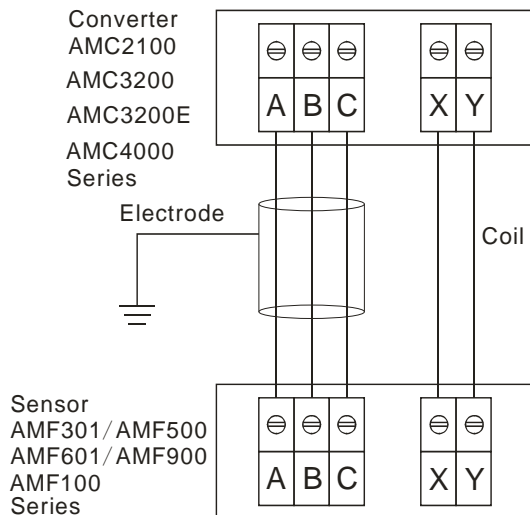 Converter
AMC2100
AMC3200
AMC3200E
AMC4000
Series
A B C X Y
Electrode
Coil
Sensor
AMF301/AMF500
AMF601/AMF900
AMF100
Series
A B C X Y